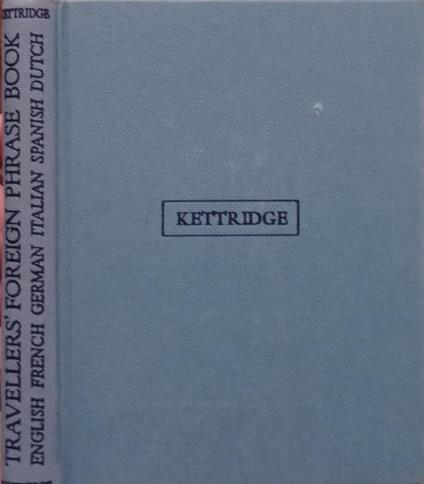 KETTRIDGE
TRAVELLERS' FOREIGN PHRASE BOOK
ENGLISH FRENCH GERMAN ITALIAN SPANISH DUTCH
KETTRIDGE